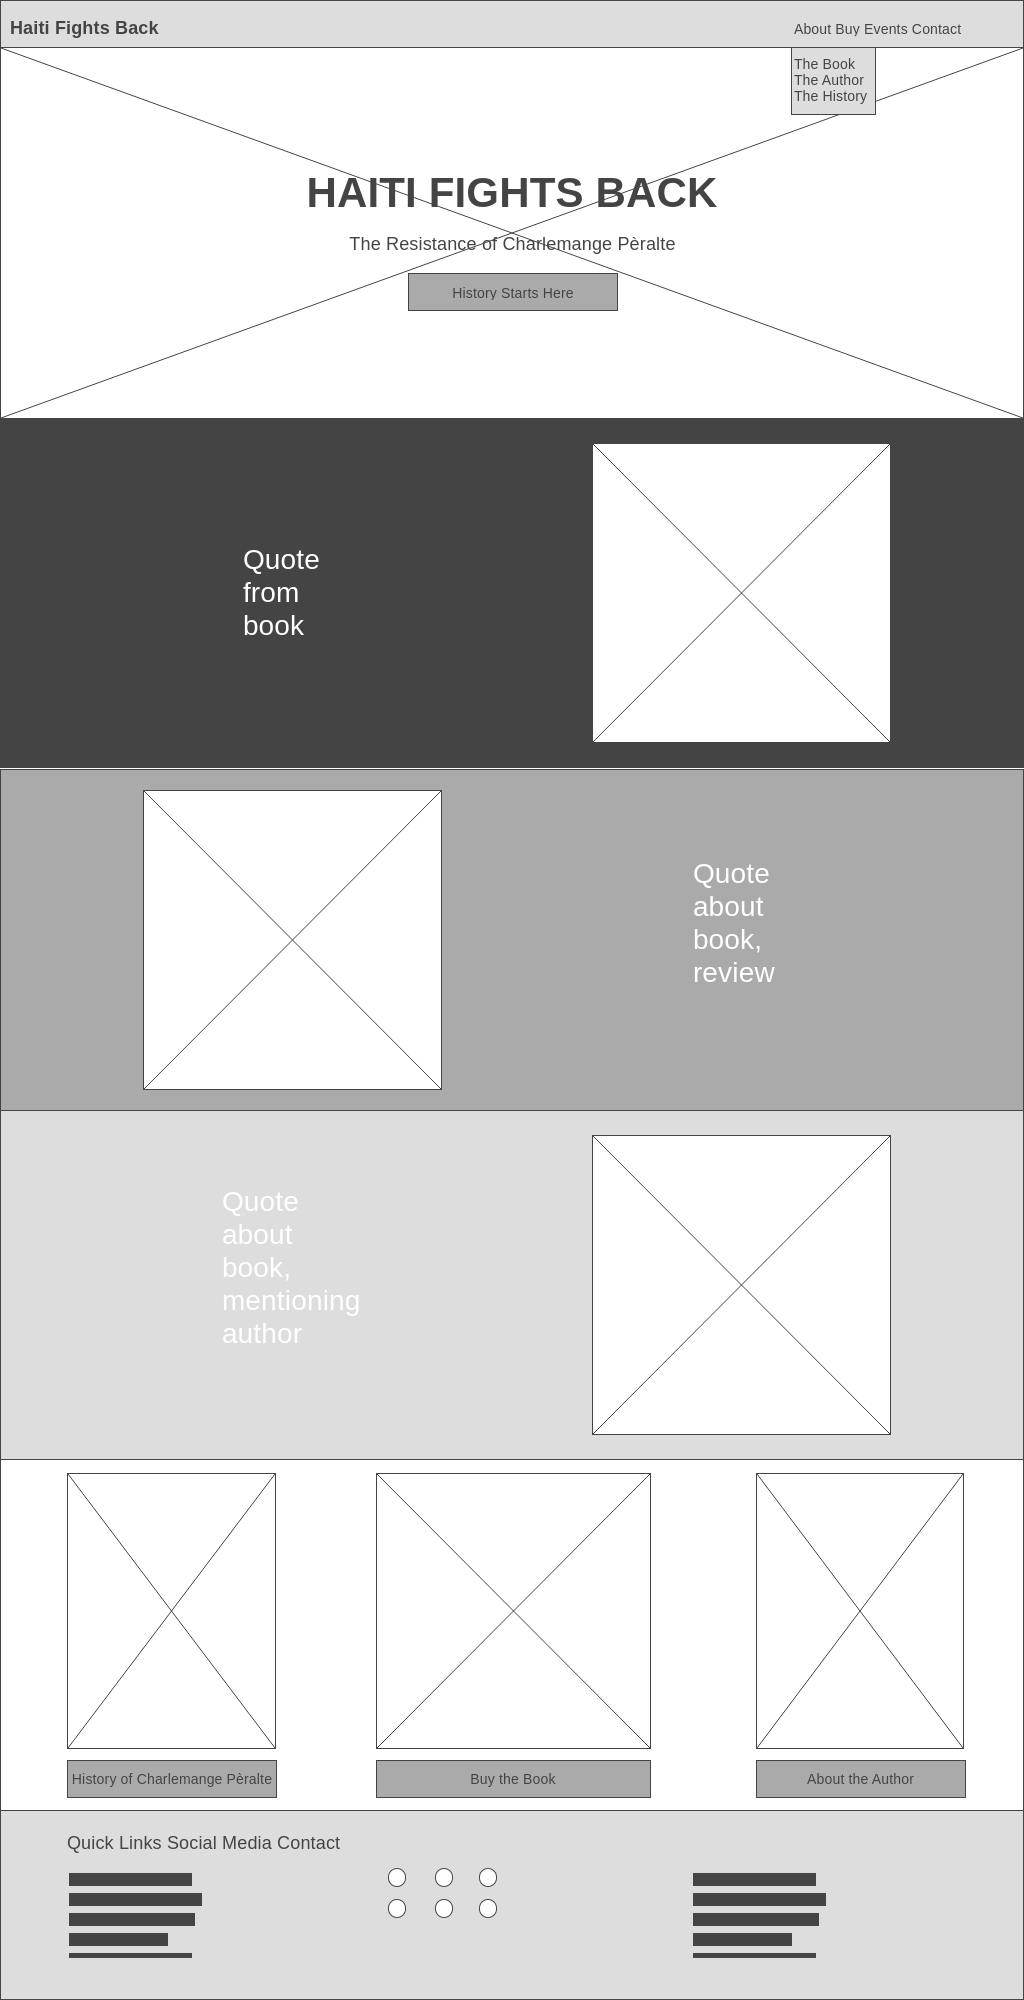 Haiti Fights Back
About Buy Events Contact
The Book
The Author
The History
HAITI FIGHTS BACK
The Resistance of Charlemange Pèralte
History Starts Here
Quote
from
book
Quote
about
book,
review
Quote
about
book,
mentioning
author
History of Charlemange Pèralte
Buy the Book
About the Author
Quick Links Social Media Contact